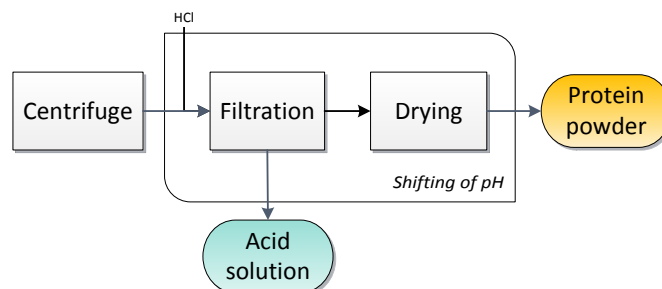 HCl
Centrifuge
Filtration
Drying
Protein
powder
Shifting of pH
Acid
solution